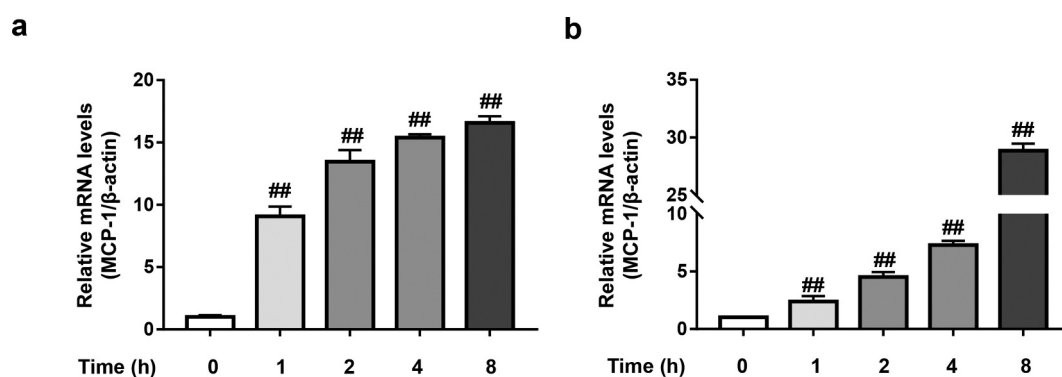 a
Relative mRNA levels
(MCP-1/β-actin)
20
15
10
5
0
##
##
##
##
Time (h) 0 1 2 4 8
b
Relative mRNA levels
(MCP-1/β-actin)
35
30
25
10
5
0
##
##
##
##
Time (h) 0 1 2 4 8